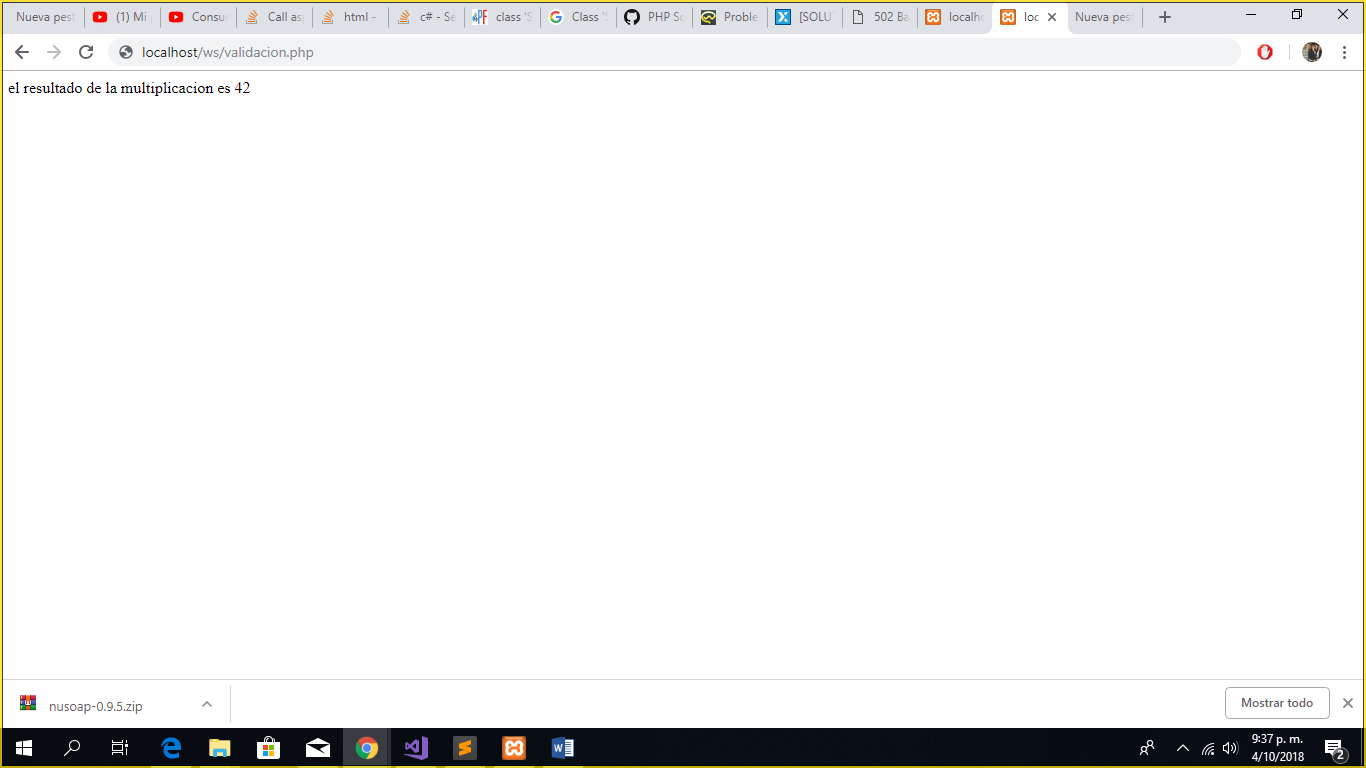 Nueva pest
(1) Mi
Consu
Call as
html -
c# - Se
class 'S
Class 'S
PHP So
Proble
[SOLU
502 Ba
localho
loc
Nueva pest
localhost/ws/validacion.php
el resultado de la multiplicacion es 42
nusoap-0.9.5.zip
Mostrar todo
9:37 p. m.
4/10/2018
2